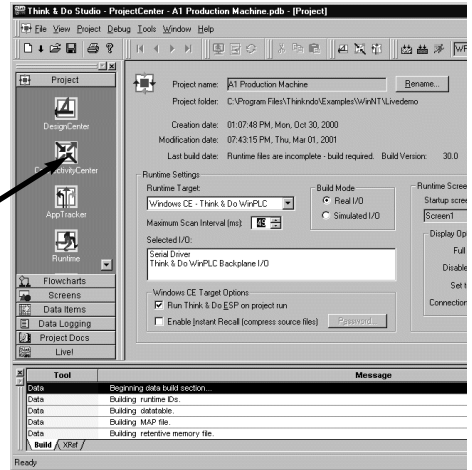 Think & Do Studio - ProjectCenter - A1 Production Machine.pdb - [Project]
File View Project Debug Tools Window Help
Project
DesignCenter
ConnectivityCenter
AppTracker
Runtime
Flowcharts
Screens
Data Items
Data Logging
Project Docs
Live!
Project name: A1 Production Machine Rename...
Project folder: C:\Program Files\Thinkndo\Examples\WinNT\Livedemo
Creation date: 01:07:48 PM, Mon, Oct 30, 2000
Modification date: 07:43:15 PM, Thu, Mar 01, 2001
Last build date: Runtime files are incomplete - build required. Build Version: 30.0
Runtime Settings
Runtime Target:
Windows CE - Think & Do WinPLC
Maximum Scan Interval (ms): 45
Build Mode
Real I/O
Simulated I/O
Selected I/O:
Serial Driver
Think & Do WinPLC Backplane I/O
Windows CE Target Options
Run Think & Do ESP on project run
Enable Instant Recall (compress source files) Password...
Runtime Scree
Startup scree
Screen1
Display Op
Full
Disable
Set t
Connection
Tool Message
Data Beginning data build section...
Data Building runtime IDs.
Data Building datatable.
Data Building MAP file.
Data Building retentive memory file.
Build XRef
Ready